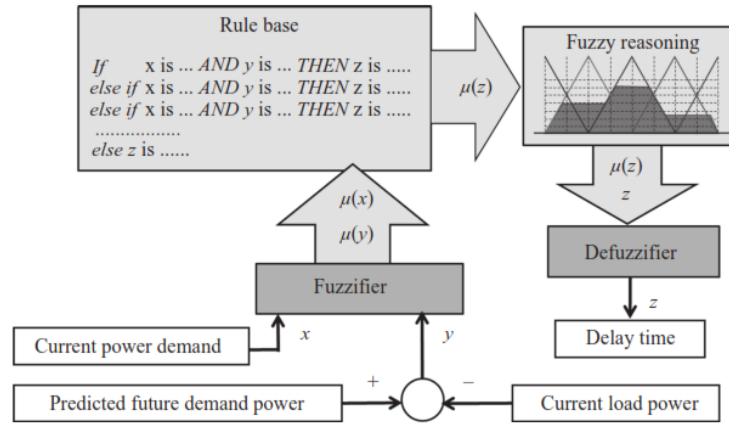 Rule base
If x is ... AND y is ... THEN z is .....
else if x is ... AND y is ... THEN z is .....
else if x is ... AND y is ... THEN z is .....
.................
else z is ......
μ(z)
Fuzzy reasoning
μ(z)
z
μ(x)
μ(y)
Defuzzifier
Fuzzifier
z
x
y
Current power demand
Delay time
+
−
Predicted future demand power
Current load power